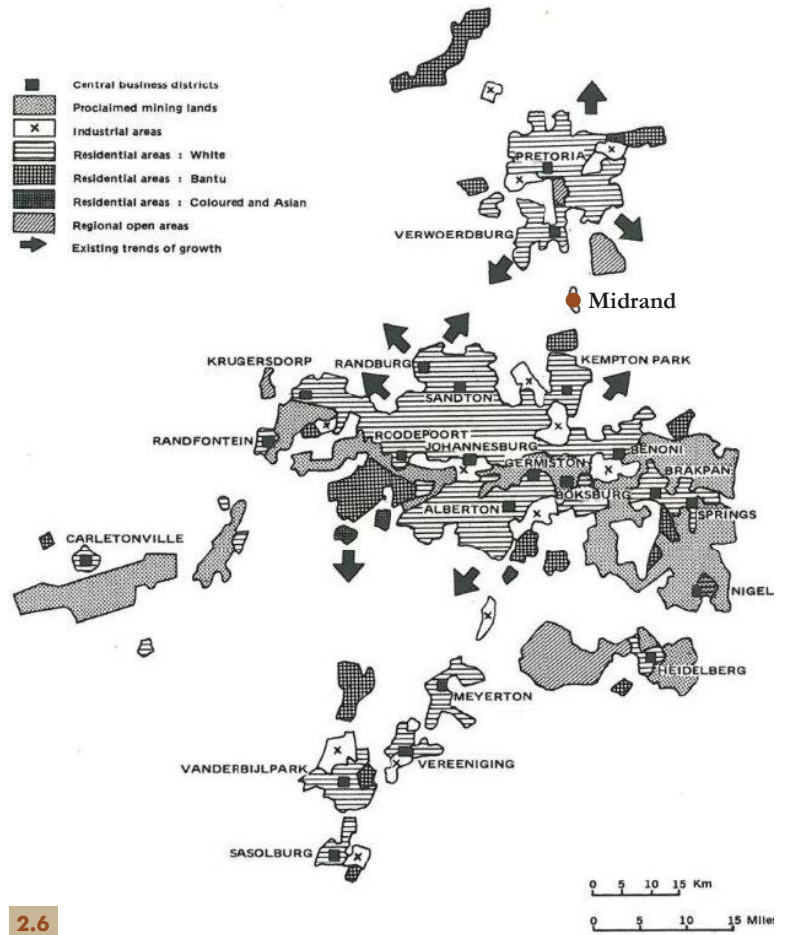 Central business districts
Proclaimed mining lands
x Industrial areas
Residential areas : White
Residential areas : Bantu
Residential areas : Coloured and Asian
Regional open areas
Existing trends of growth
x
PRETORIA
x
x
VERWOERDBURG
Midrand
KRUGERSDORP
RANDBURG
KEMPTON PARK
x
SANDTON
x
x
RANDFONTEIN
ROODEPOORT
JOHANNESBURG
BENONI
GERMISTON
x
x
BRAKPAN
BOKSBURG
ALBERTON
x
SPRINGS
CARLETONVILLE
NIGEL
x
HEIDELBERG
MEYERTON
x
VANDERBIJLPARK
VEREENIGING
x
SASOLBURG
x
0 5 10 15 Km
0 5 10 15 Miles
2.6